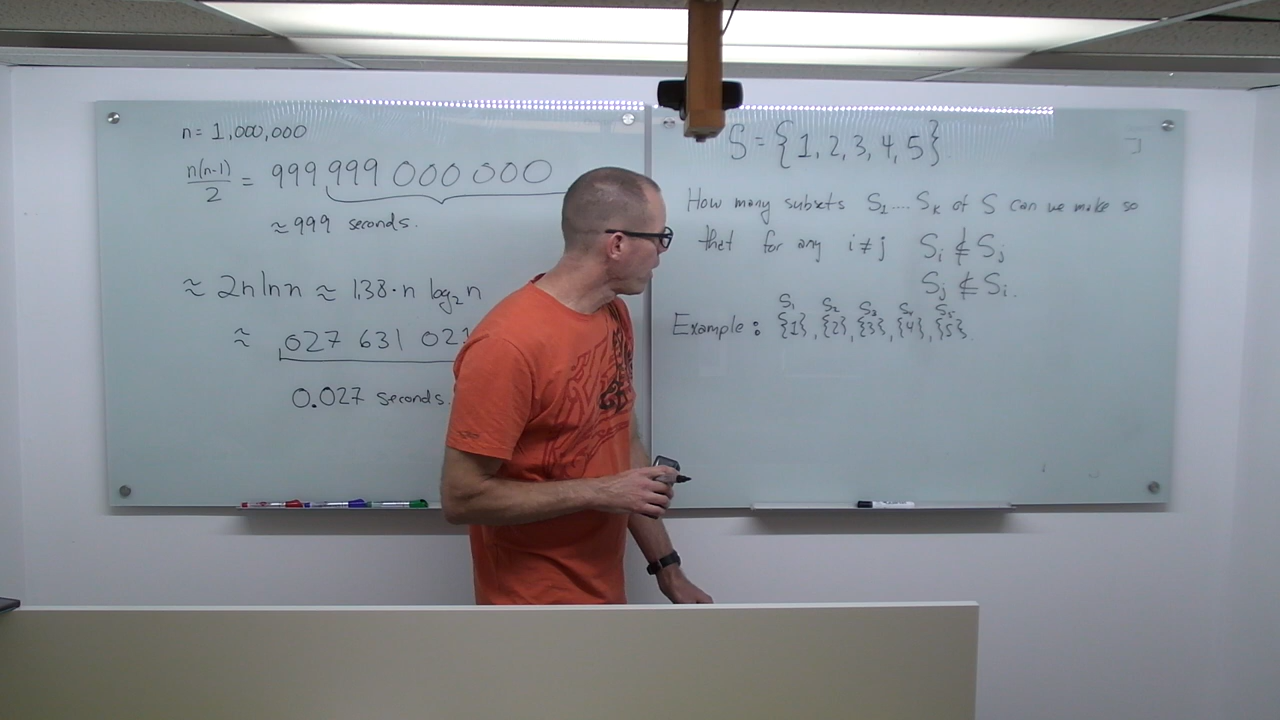 n = 1,000,000
n(n-1)/2 = 999 999 000 000 000
≈ 999 seconds.
≈ 2n ln n ≈ 1.38·n log₂ n
≈ 027 631 021
0.027 seconds.
S = {1, 2, 3, 4, 5}
How many subsets S₁....Sₖ of S can we make so
that for any i ≠ j Sᵢ ⊈ Sⱼ
Sⱼ ⊈ Sᵢ.
S₁ S₂ S₃ S₄ S₅
Example: {1}, {2}, {3}, {4}, {5}